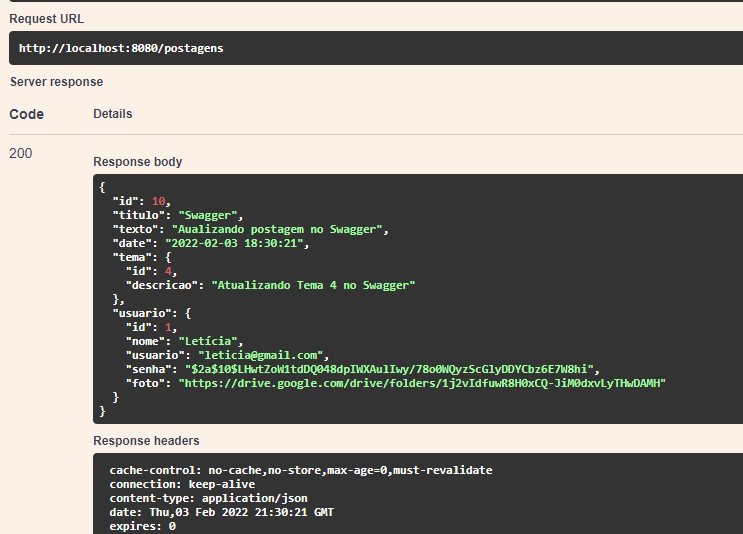 Request URL
http://localhost:8080/postagens
Server response
Code Details
200
Response body
{
"id": 10,
"titulo": "Swagger",
"texto": "Aualizando postagem no Swagger",
"date": "2022-02-03 18:30:21",
"tema": {
"id": 4,
"descricao": "Atualizando Tema 4 no Swagger"
},
"usuario": {
"id": 1,
"nome": "Letícia",
"usuario": "leticia@gmail.com",
"senha": "$2a$10$LHwtZoW1tdDQ048dpIWXAulIwy/78o0WQyzScGlyDDYCbz6E7W8hi",
"foto": "https://drive.google.com/drive/folders/1j2vIdfuwR8H0xCQ-JiM0dxvLyTHwDAMH"
}
}
Response headers
cache-control: no-cache,no-store,max-age=0,must-revalidate
connection: keep-alive
content-type: application/json
date: Thu,03 Feb 2022 21:30:21 GMT
expires: 0